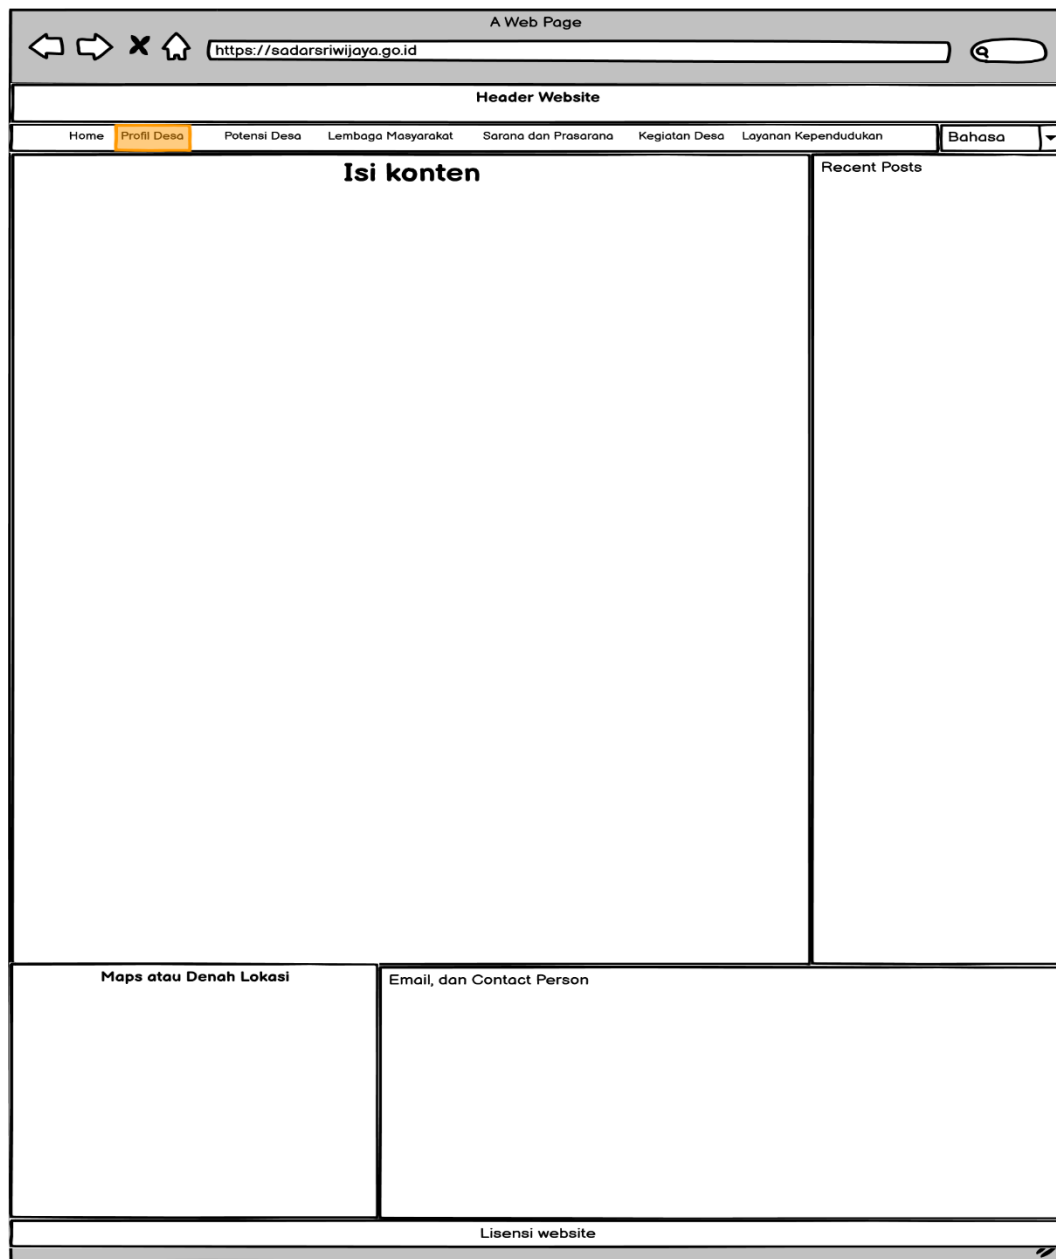 A Web Page
https://sadarsriwijaya.go.id
Header Website
Home Profil Desa Potensi Desa Lembaga Masyarakat Sarana dan Prasarana Kegiatan Desa Layanan Kependudukan Bahasa
Isi konten
Recent Posts
Maps atau Denah Lokasi
Email, dan Contact Person
Lisensi website